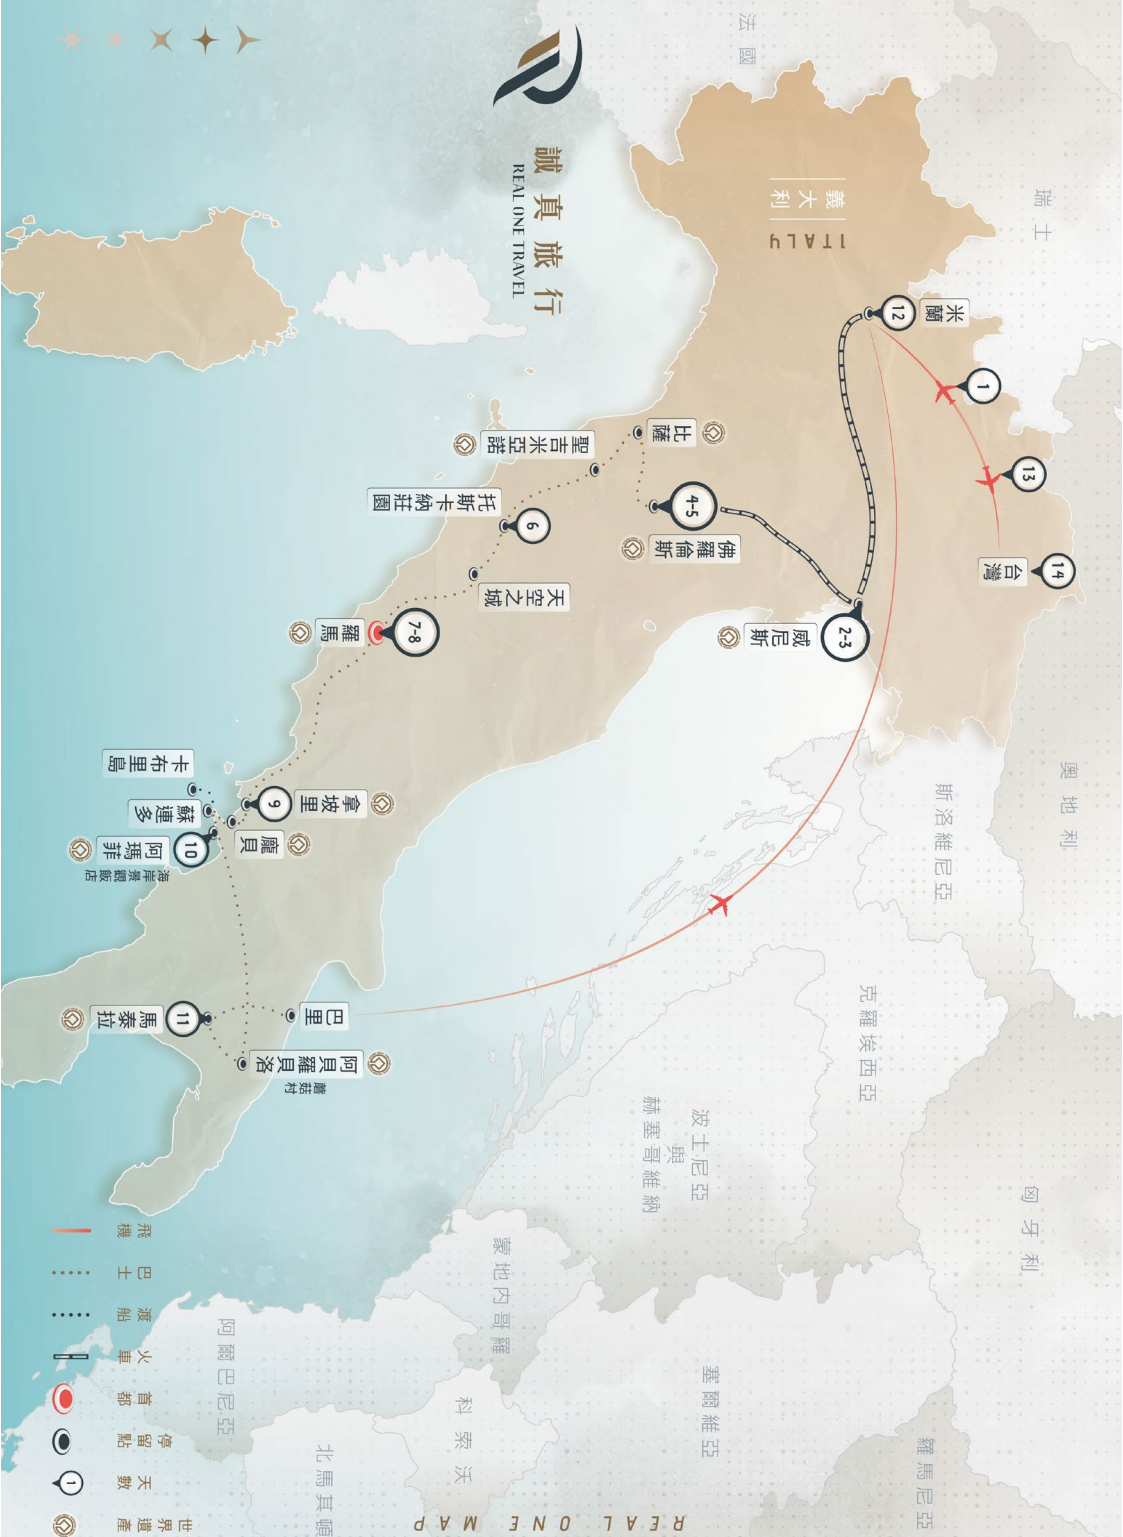 誠真旅行
REAL ONE TRAVEL
義大利
ITALY
法國
瑞士
奧地利
斯洛維尼亞
克羅埃西亞
匈牙利
波士尼亞
與
赫塞哥維納
蒙地內哥羅
塞爾維亞
羅馬尼亞
科索沃
阿爾巴尼亞
北馬其頓
米蘭
12
1
13
14
台灣
比薩
聖吉米亞諾
4-5
佛羅倫斯
托斯卡納莊園
6
天空之城
2-3
威尼斯
7-8
羅馬
卡布里島
蘇連多
9
拿坡里
龐貝
10
阿瑪菲
海岸景觀飯店
11
馬泰拉
巴里
阿貝羅貝洛
蘑菇村
飛機
巴士
渡船
火車
首都
停留點
1
天數
世界遺產
REAL ONE MAP